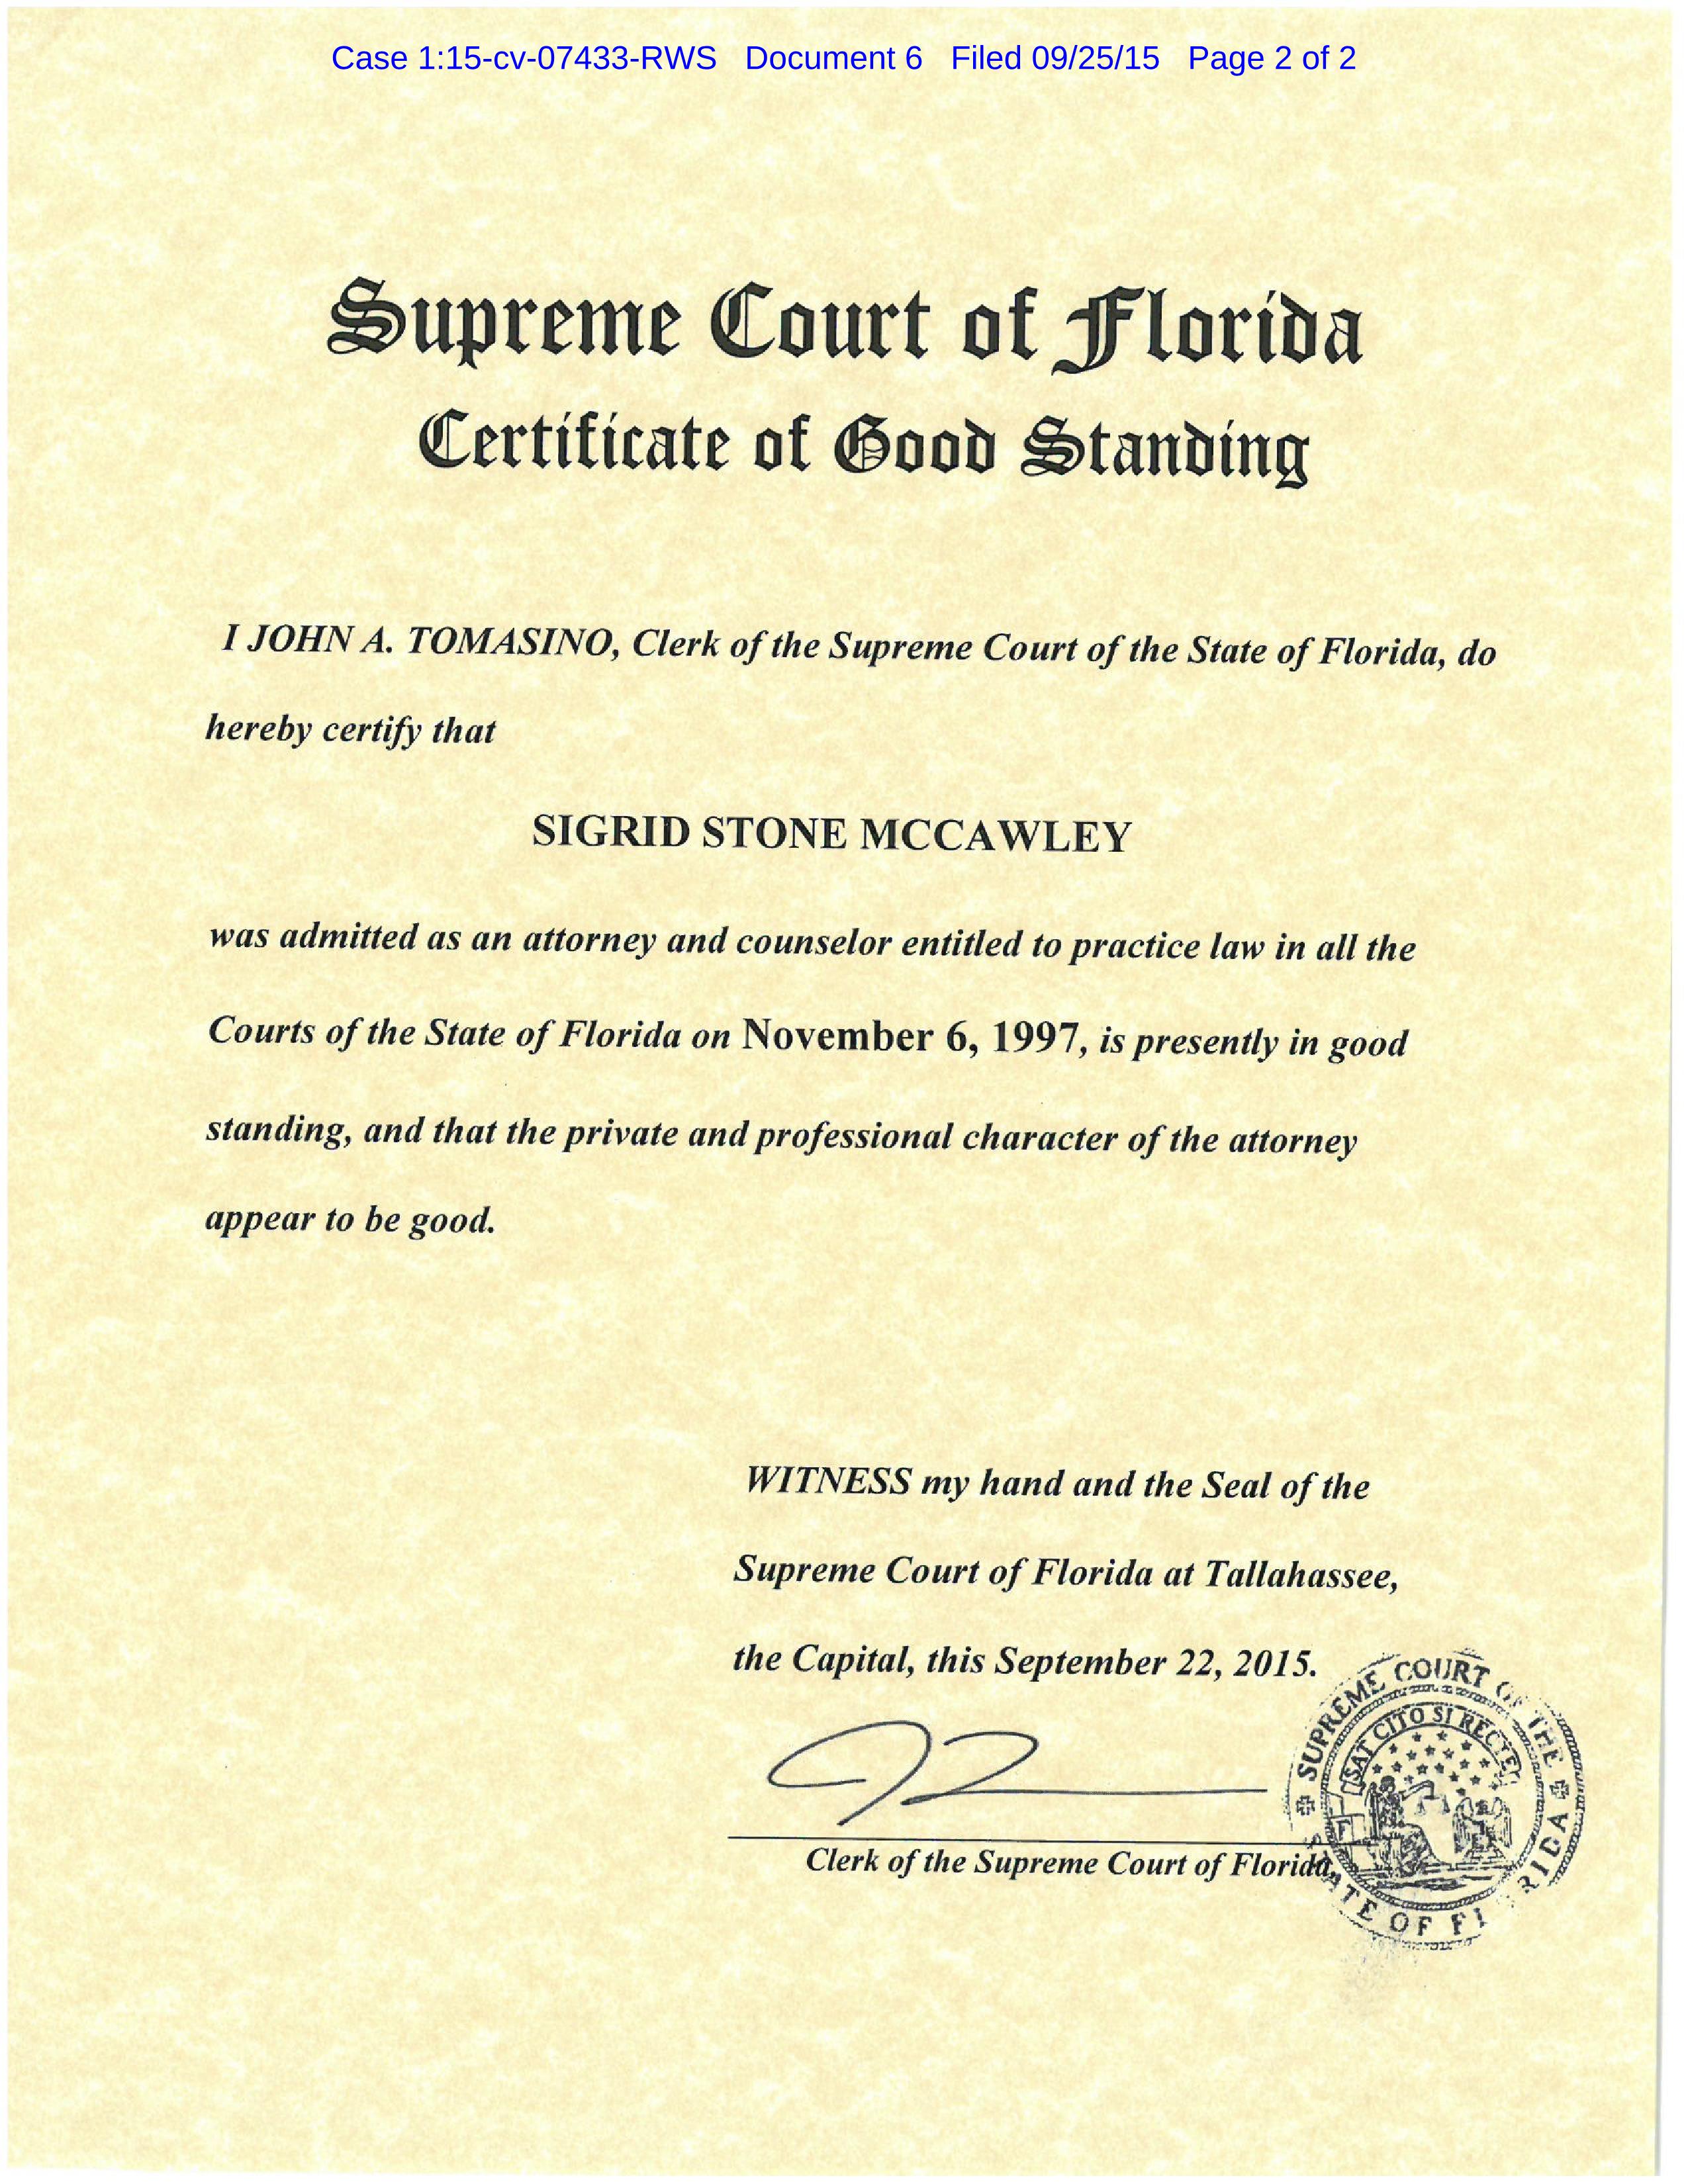 Case 1:15-cv-07433-RWS Document 6 Filed 09/25/15 Page 2 of 2
Supreme Court of Florida
Certificate of Good Standing
I JOHN A. TOMASINO, Clerk of the Supreme Court of the State of Florida, do
hereby certify that
SIGRID STONE MCCAWLEY
was admitted as an attorney and counselor entitled to practice law in all the
Courts of the State of Florida on November 6, 1997, is presently in good
standing, and that the private and professional character of the attorney
appear to be good.
WITNESS my hand and the Seal of the
Supreme Court of Florida at Tallahassee,
the Capital, this September 22, 2015.
Clerk of the Supreme Court of Florida.
SUPREME COURT OF THE
SAT CITO SI RECTE
STATE OF FLORIDA